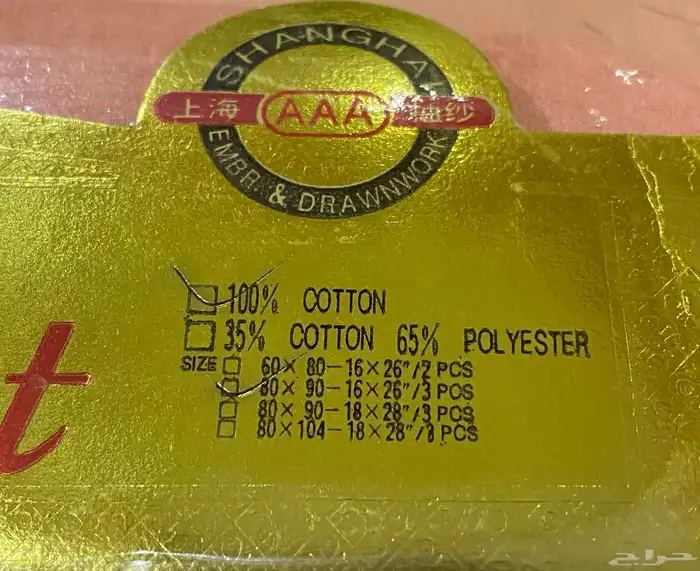 SHANGHAI
上海 AAA 抽纱
EMBR. & DRAWNWORK
t
100% COTTON
35% COTTON 65% POLYESTER
SIZE 60×80-16×26"/2 PCS
80×90-16×26"/3 PCS
80×90-18×28"/3 PCS
80×104-18×28"/3 PCS
حراج